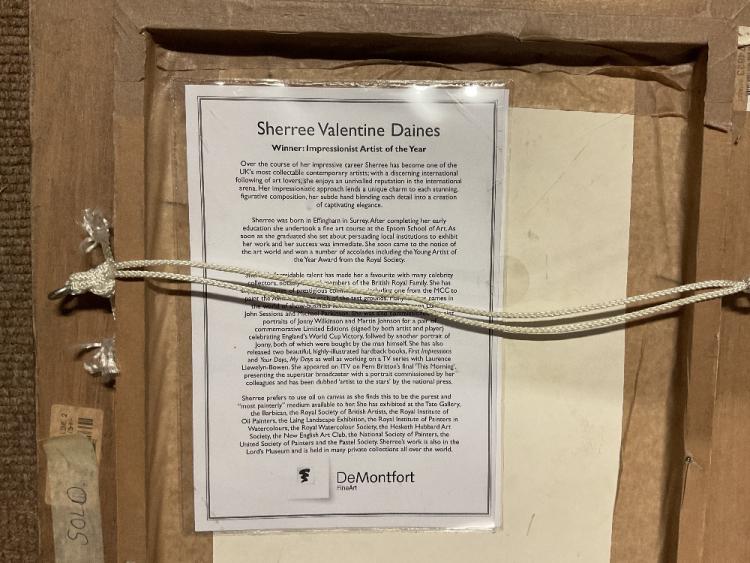 Sherree Valentine Daines
Winner: Impressionist Artist of the Year
Over the course of her impressive career Sherree has become one of the
UK's most collectable contemporary artists; with a discerning international
following of art lovers, she enjoys an unrivalled reputation in the international
arena. Her impressionistic approach lends a unique charm to each stunning,
figurative composition, her subtle hand blending each detail into a creation
of captivating elegance.
Sherree was born in Effingham in Surrey. After completing her early
education she undertook a fine art course at the Epsom School of Art. As
soon as she graduated she set about persuading local institutions to exhibit
her work and her success was immediate. She soon came to the notice of
the art world and won a number of accolades including the Young Artist of
the Year Award from the Royal Society.
talent has made her a favourite with many celebrity
collectors, members of the British Royal Family. She has
of prestigious including one from the MCC to
paint the names in
the world of
John Sessions and Michael Parkinson. She was also
portraits of Jonny Wilkinson and Martin Johnson for a pair of
commemorative Limited Editions (signed by both artist and player)
celebrating England's World Cup Victory, followed by another portrait of
Jonny, both of which were bought by the man himself. She has also
released two beautiful, highly-illustrated hardback books, First Impressions
and Your Days, My Days as well as working on a TV series with Laurence
Llewelyn-Bowen. She appeared on ITV on Fern Britton's final 'This Morning',
presenting the superstar broadcaster with a portrait commissioned by her
colleagues and has been dubbed 'artist to the stars' by the national press.
Sherree prefers to use oil on canvas as she finds this to be the purest and
"most painterly" medium available to her. She has exhibited at the Tate Gallery,
the Barbican, the Royal Society of British Artists, the Royal Institute of
Oil Painters, the Laing Landscape Exhibition, the Royal Institute of Painters in
Watercolours, the Royal Watercolour Society, the Hesketh Hubbard Art
Society, the New English Art Club, the National Society of Painters, the
United Society of Painters and the Pastel Society. Sherree's work is also in the
Lord's Museum and is held in many private collections all over the world.
DeMontfort
FineArt
SOLD